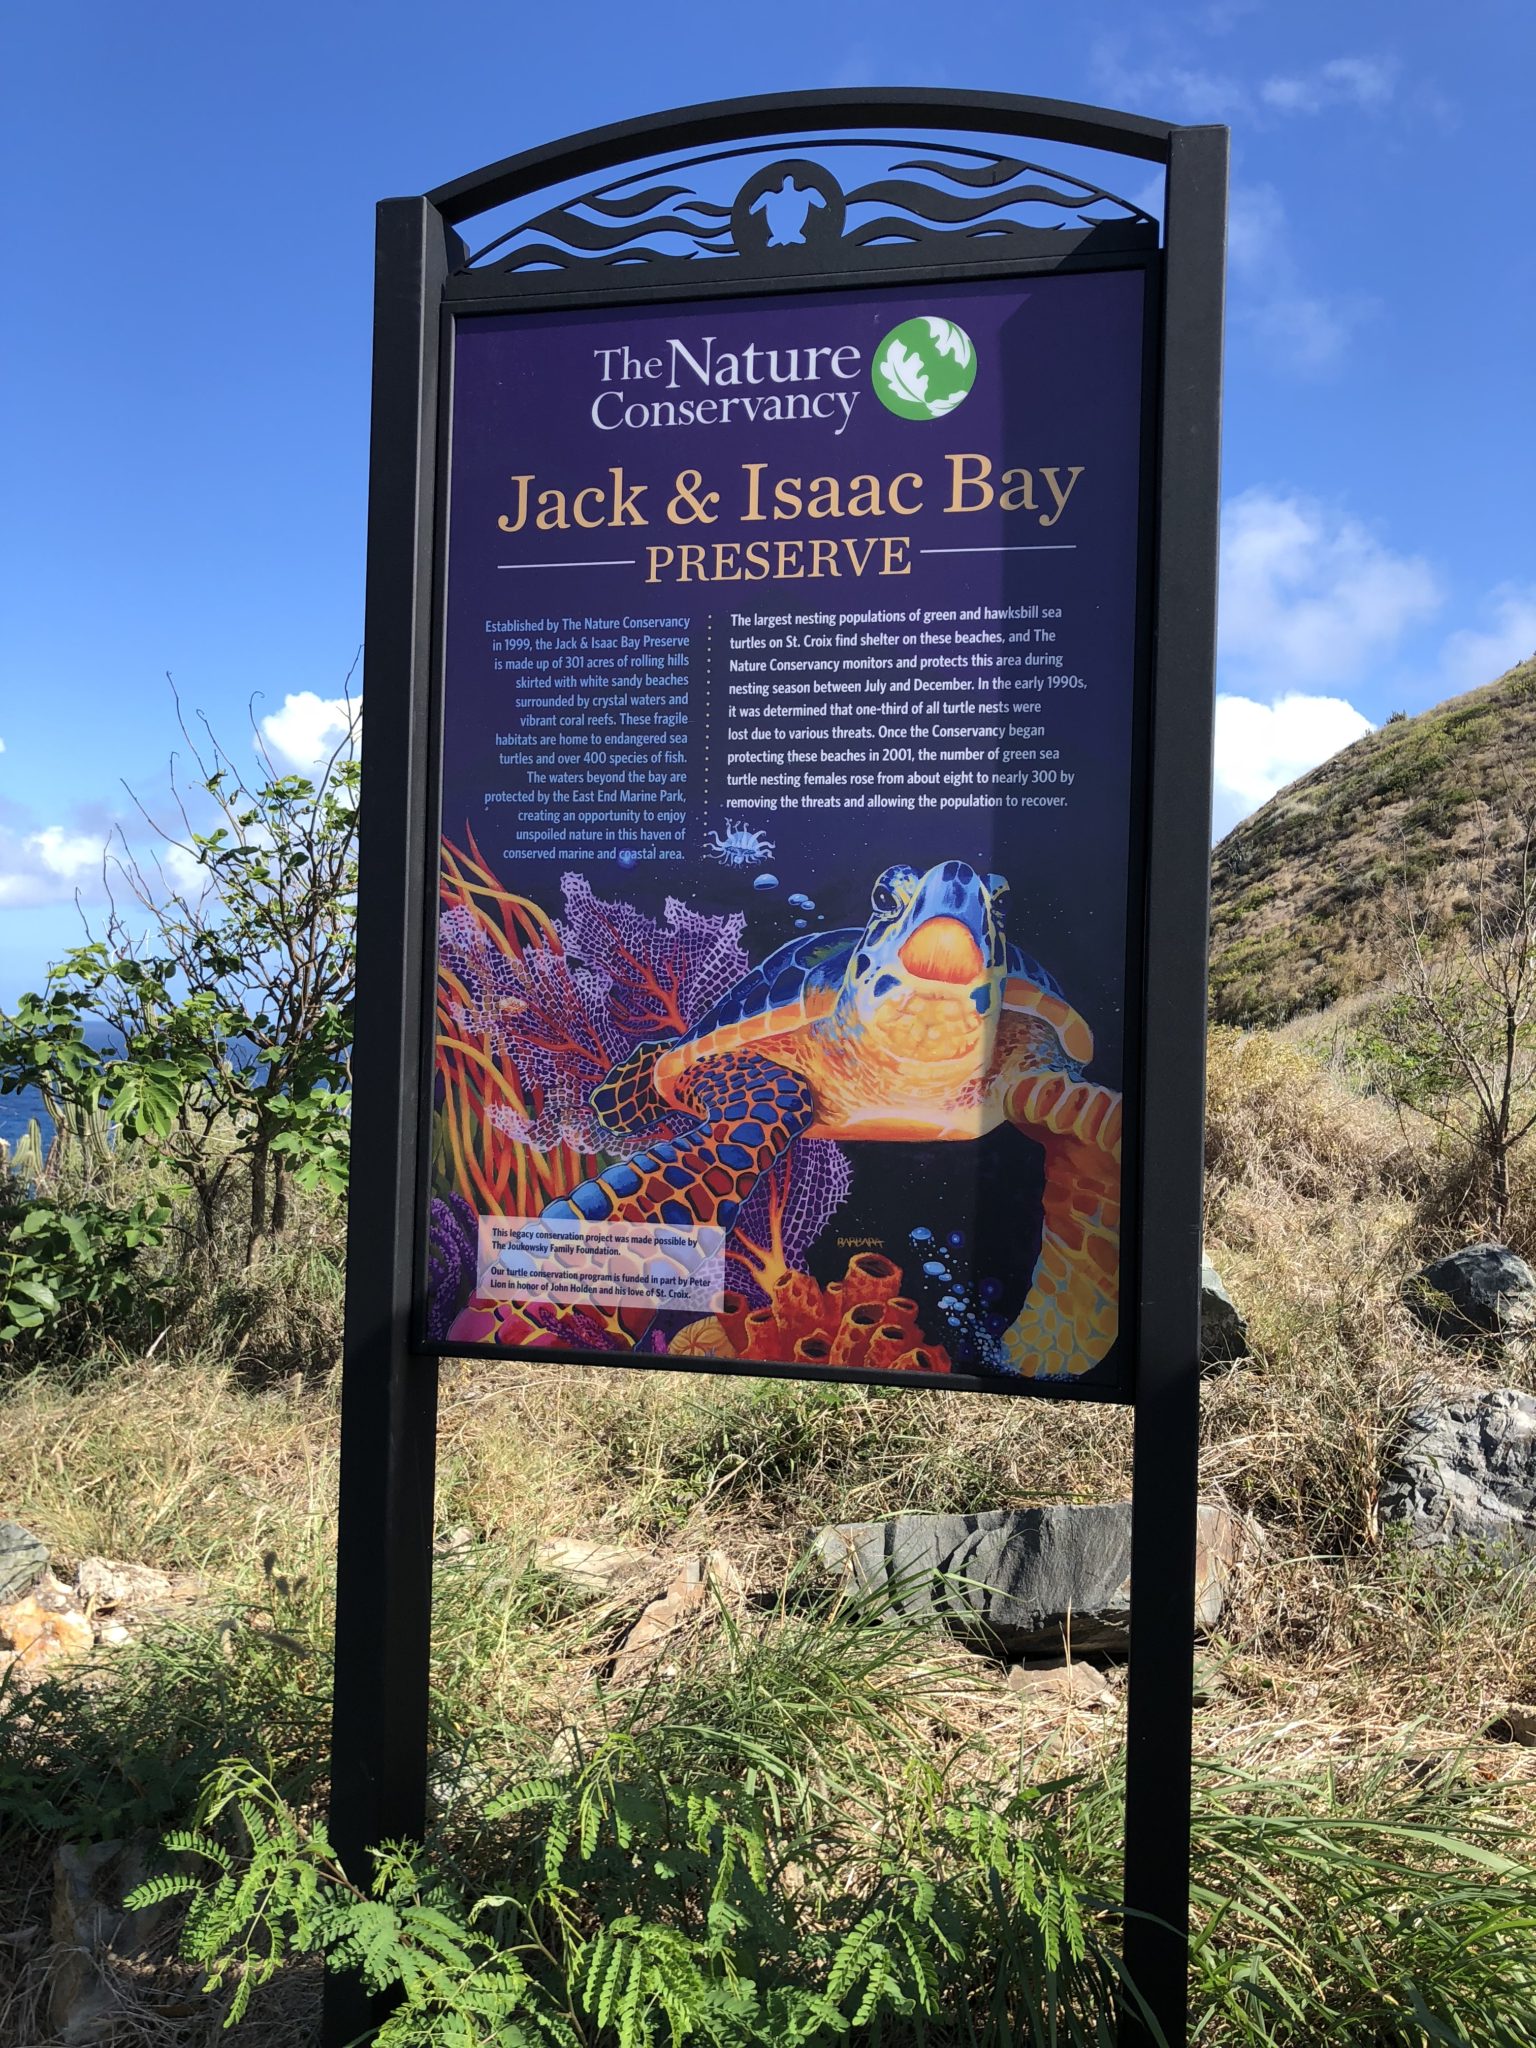 The Nature
Conservancy
Jack & Isaac Bay
PRESERVE
Established by The Nature Conservancy
in 1999, the Jack & Isaac Bay Preserve
is made up of 301 acres of rolling hills
skirted with white sandy beaches
surrounded by crystal waters and
vibrant coral reefs. These fragile
habitats are home to endangered sea
turtles and over 400 species of fish.
The waters beyond the bay are
protected by the East End Marine Park,
creating an opportunity to enjoy
unspoiled nature in this haven of
conserved marine and coastal area.
The largest nesting populations of green and hawksbill sea
turtles on St. Croix find shelter on these beaches, and The
Nature Conservancy monitors and protects this area during
nesting season between July and December. In the early 1990s,
it was determined that one-third of all turtle nests were
lost due to various threats. Once the Conservancy began
protecting these beaches in 2001, the number of green sea
turtle nesting females rose from about eight to nearly 300 by
removing the threats and allowing the population to recover.
BARBARA
This legacy conservation project was made possible by
The Joukowsky Family Foundation.
Our turtle conservation program is funded in part by Peter
Lion in honor of John Holden and his love of St. Croix.